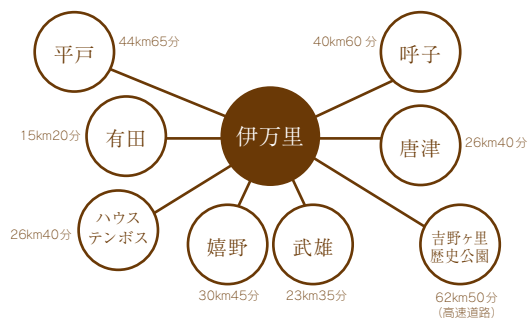 平戸
44km65分
40km60分
呼子
有田
15km20分
伊万里
唐津
26km40分
ハウス
テンボス
26km40分
嬉野
30km45分
武雄
23km35分
吉野ヶ里
歴史公園
62km50分
(高速道路)